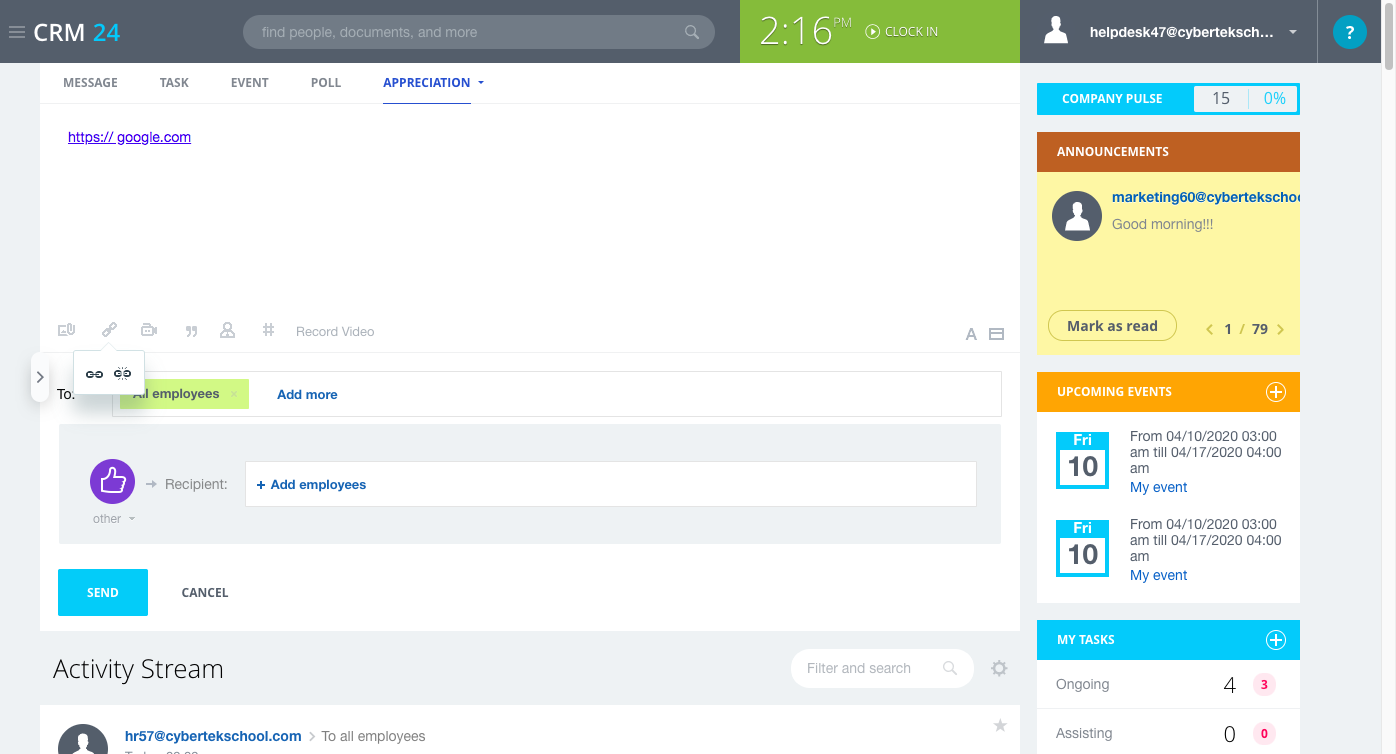 CRM 24
find people, documents, and more
2:16 PM
CLOCK IN
helpdesk47@cyberteksch...
?
MESSAGE
TASK
EVENT
POLL
APPRECIATION
https:// google.com
Record Video
A
To:
All employees ×
Add more
Recipient:
+ Add employees
other
SEND
CANCEL
Activity Stream
Filter and search
hr57@cybertekschool.com > To all employees
COMPANY PULSE
15
0%
ANNOUNCEMENTS
marketing60@cybertekschoo
Good morning!!!
Mark as read
1 / 79
UPCOMING EVENTS
Fri
10
From 04/10/2020 03:00
am till 04/17/2020 04:00
am
My event
Fri
10
From 04/10/2020 03:00
am till 04/17/2020 04:00
am
My event
MY TASKS
Ongoing 4 3
Assisting 0 0